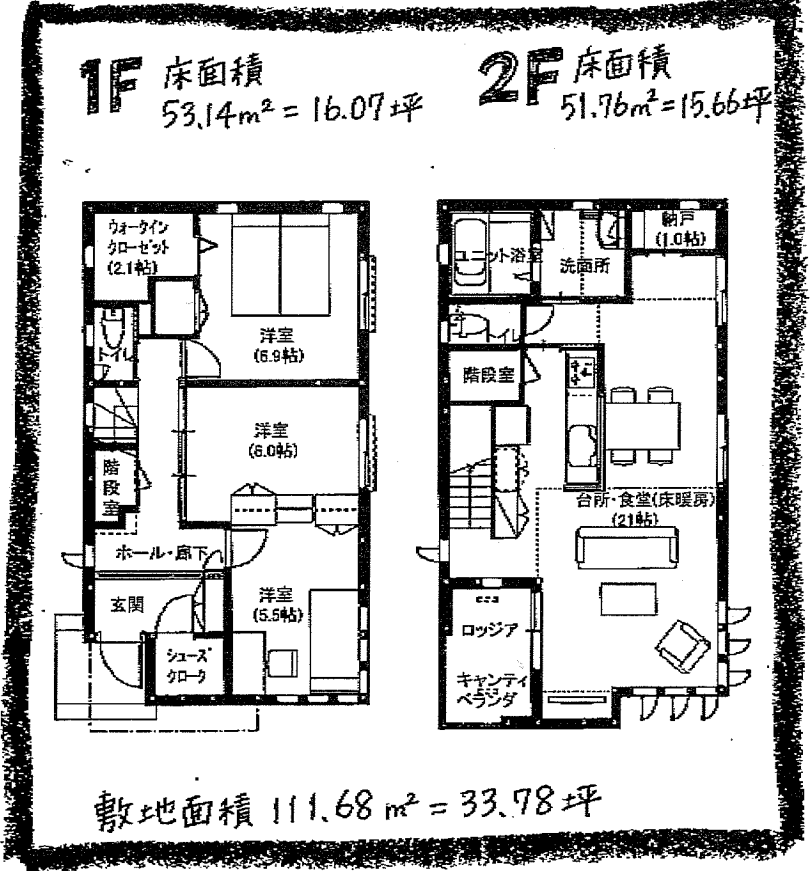 1F 床面積
53.14m²=16.07坪
2F 床面積
51.76m²=15.66坪
ウォークイン
クローゼット
(2.1帖)
トイレ
洋室
(6.9帖)
洋室
(6.0帖)
階
段
室
ホール・廊下
玄関
洋室
(5.5帖)
シューズ
クローク
ユニット浴室
洗面所
納戸
(1.0帖)
トイレ
階段室
台所・食堂(床暖房)
(21帖)
ロッジア
キャンティ
ベランダ
敷地面積 111.68m²=33.78坪